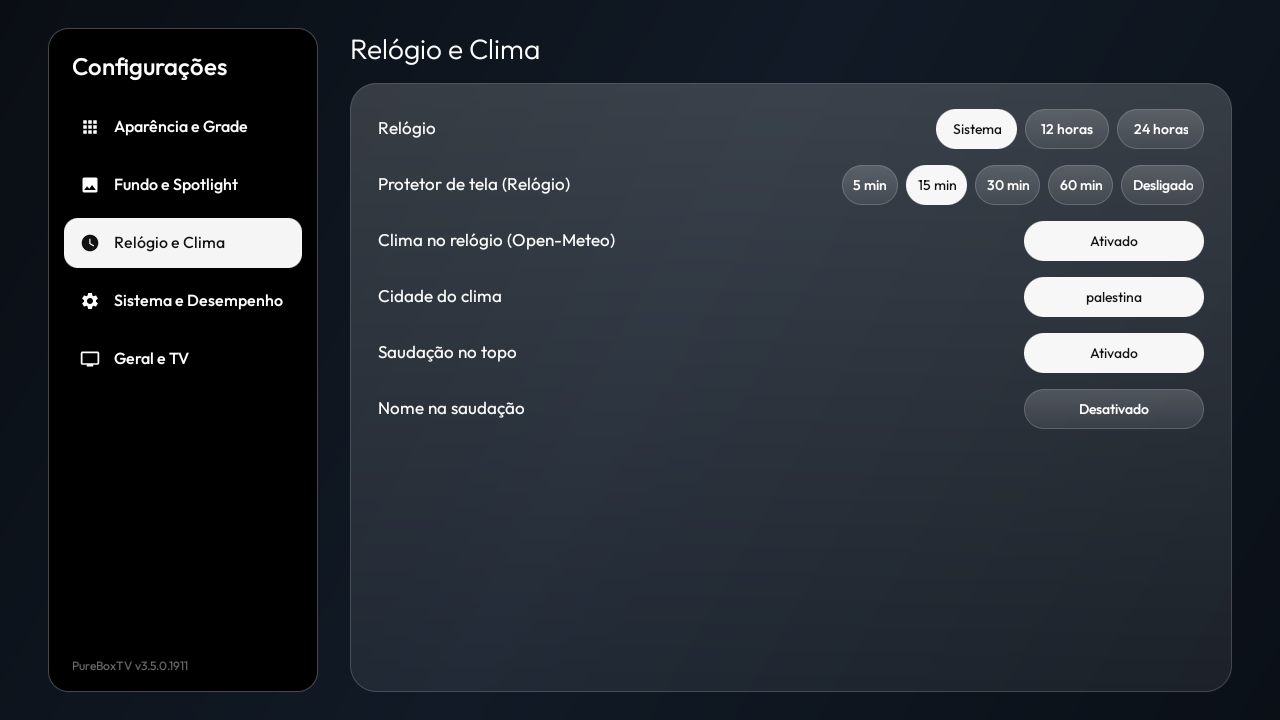 Configurações
Aparência e Grade
Fundo e Spotlight
Relógio e Clima
Sistema e Desempenho
Geral e TV
PureBoxTV v3.5.0.1911
Relógio e Clima
Relógio
Sistema
12 horas
24 horas
Protetor de tela (Relógio)
5 min
15 min
30 min
60 min
Desligado
Clima no relógio (Open-Meteo)
Ativado
Cidade do clima
palestina
Saudação no topo
Ativado
Nome na saudação
Desativado